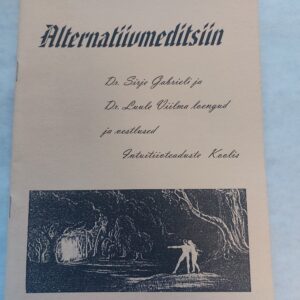 Alternatiivmeditsiin
Dr. Sirje Gabrieli ja
Dr. Luule Viilma loengud
ja vestlused
Intuitiivteaduste Koolis